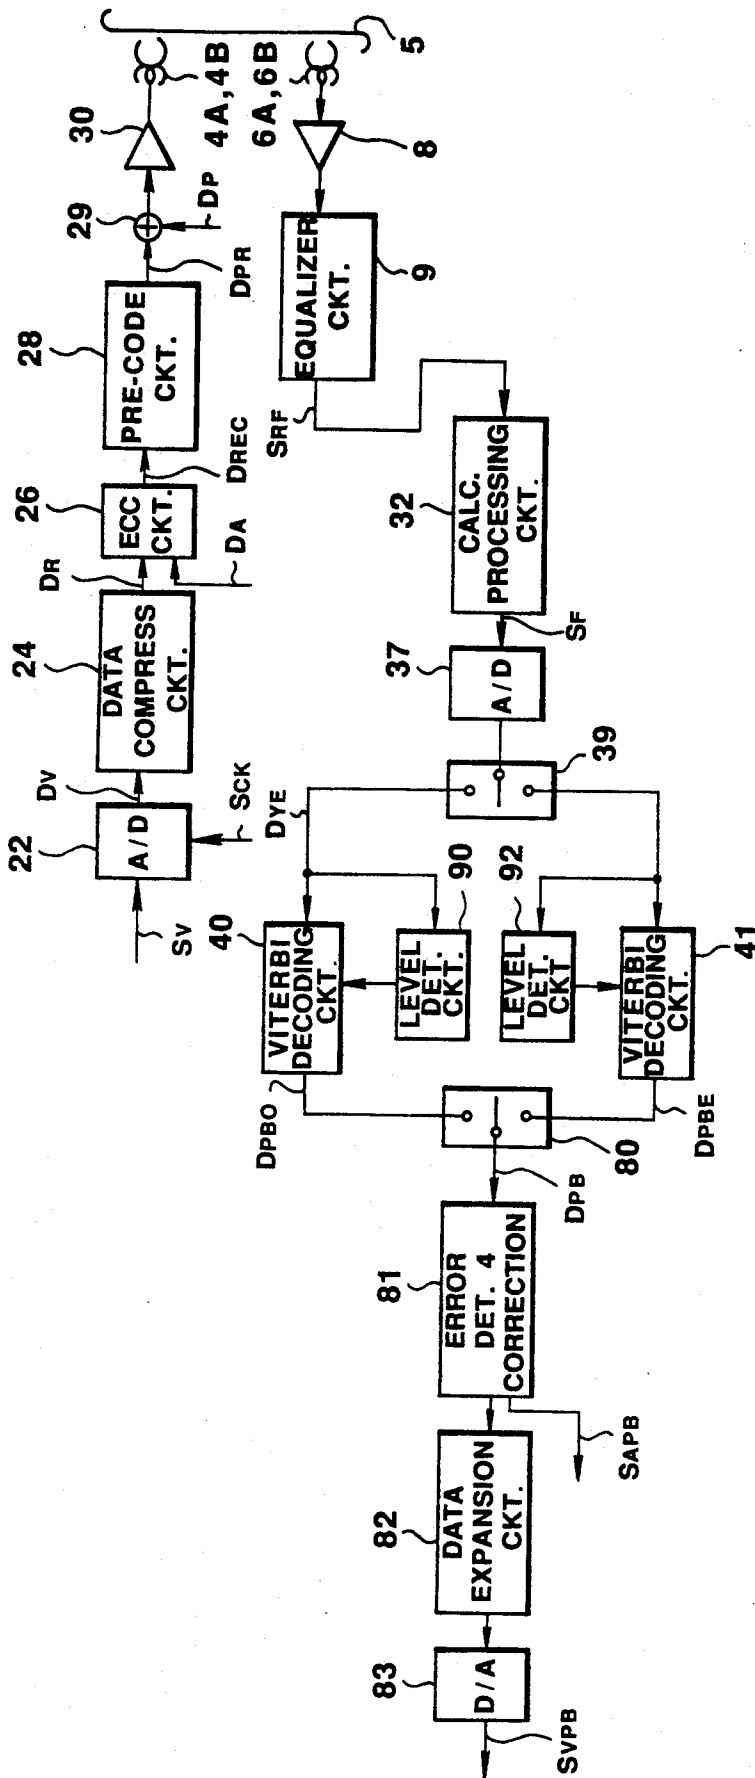 SV
22
A/D
SCK
DV
24
DATA
COMPRESS
CKT.
DR
26
ECC
CKT.
DA
DREC
28
PRE-CODE
CKT.
DPR
29
DP
30
4A, 4B
5
6A, 6B
8
EQUALIZER
CKT.
9
SRF
32
CALC.
PROCESSING
CKT.
SF
37
A/D
39
DYE
40
VITERBI
DECODING
CKT.
90
LEVEL
DET.
CKT.
92
LEVEL
DET.
CKT
41
VITERBI
DECODING
CKT.
DPBO
DPBE
80
DPB
81
ERROR
DET. 4
CORRECTION
SAPB
82
DATA
EXPANSION
CKT.
83
D/A
SVPB